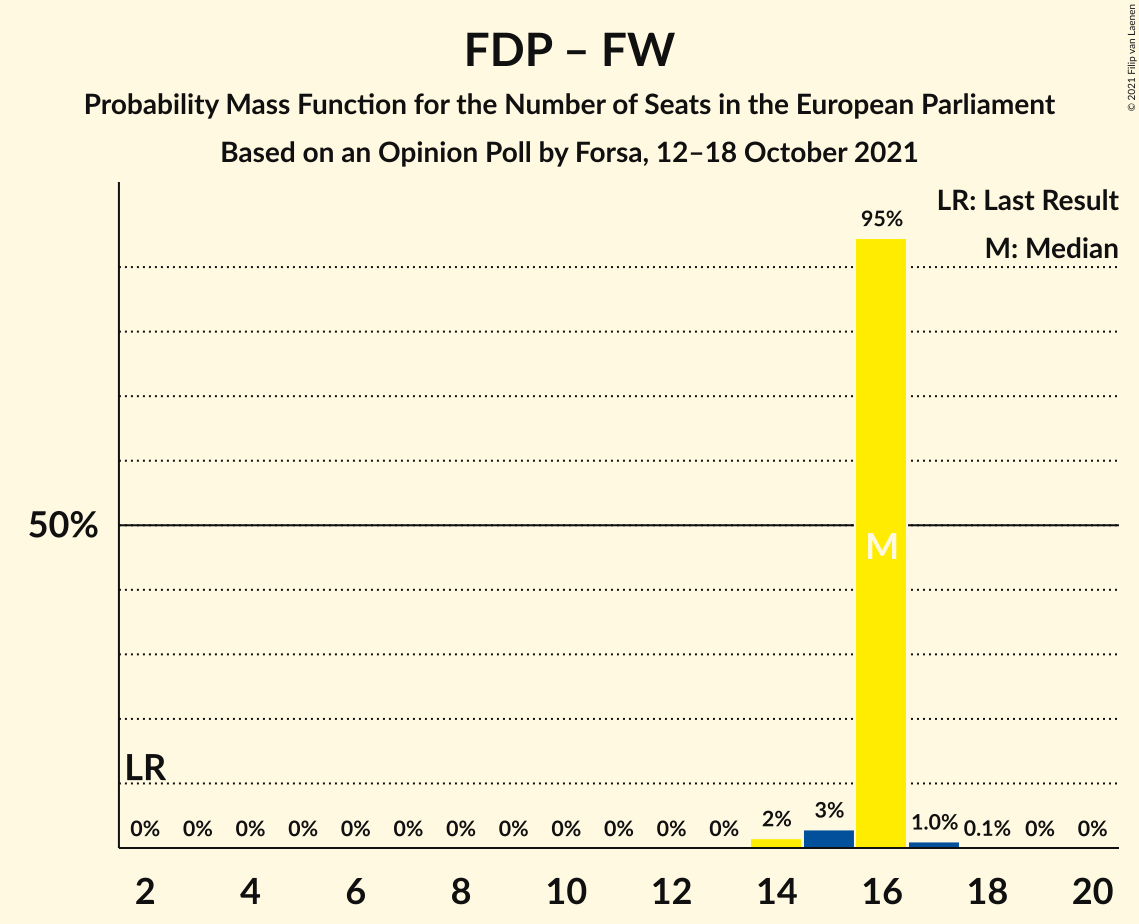 FDP – FW
Probability Mass Function for the Number of Seats in the European Parliament
Based on an Opinion Poll by Forsa, 12–18 October 2021
© 2021 Filip van Laenen
LR: Last Result
M: Median
95%
50%
M
LR
0% 0% 0% 0% 0% 0% 0% 0% 0% 0% 0% 0% 2% 3% 1.0% 0.1% 0% 0%
2 4 6 8 10 12 14 16 18 20